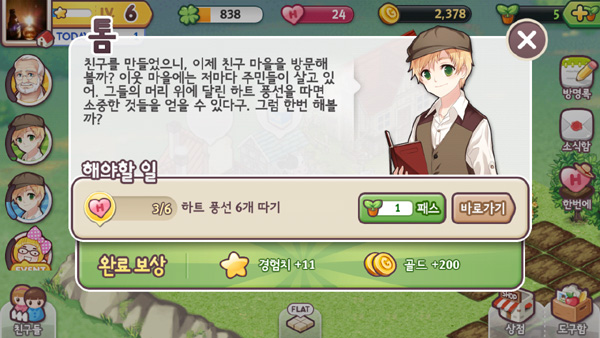 LV. 6
838
24
2,378
5
TODAY 1
톰
친구를 만들었으니, 이제 친구 마을을 방문해
볼까? 이웃 마을에는 저마다 주민들이 살고 있
어. 그들의 머리 위에 달린 하트 풍선을 따면
소중한 것들을 얻을 수 있다구. 그럼 한번 해볼
까?
해야할 일
H 3/6 하트 풍선 6개 따기 1 패스 바로가기
완료 보상 경험치 +11 골드 +200
방명록
소식함
H
한번에
EVENT
친구들
FLAT
SHOP
상점
도구함